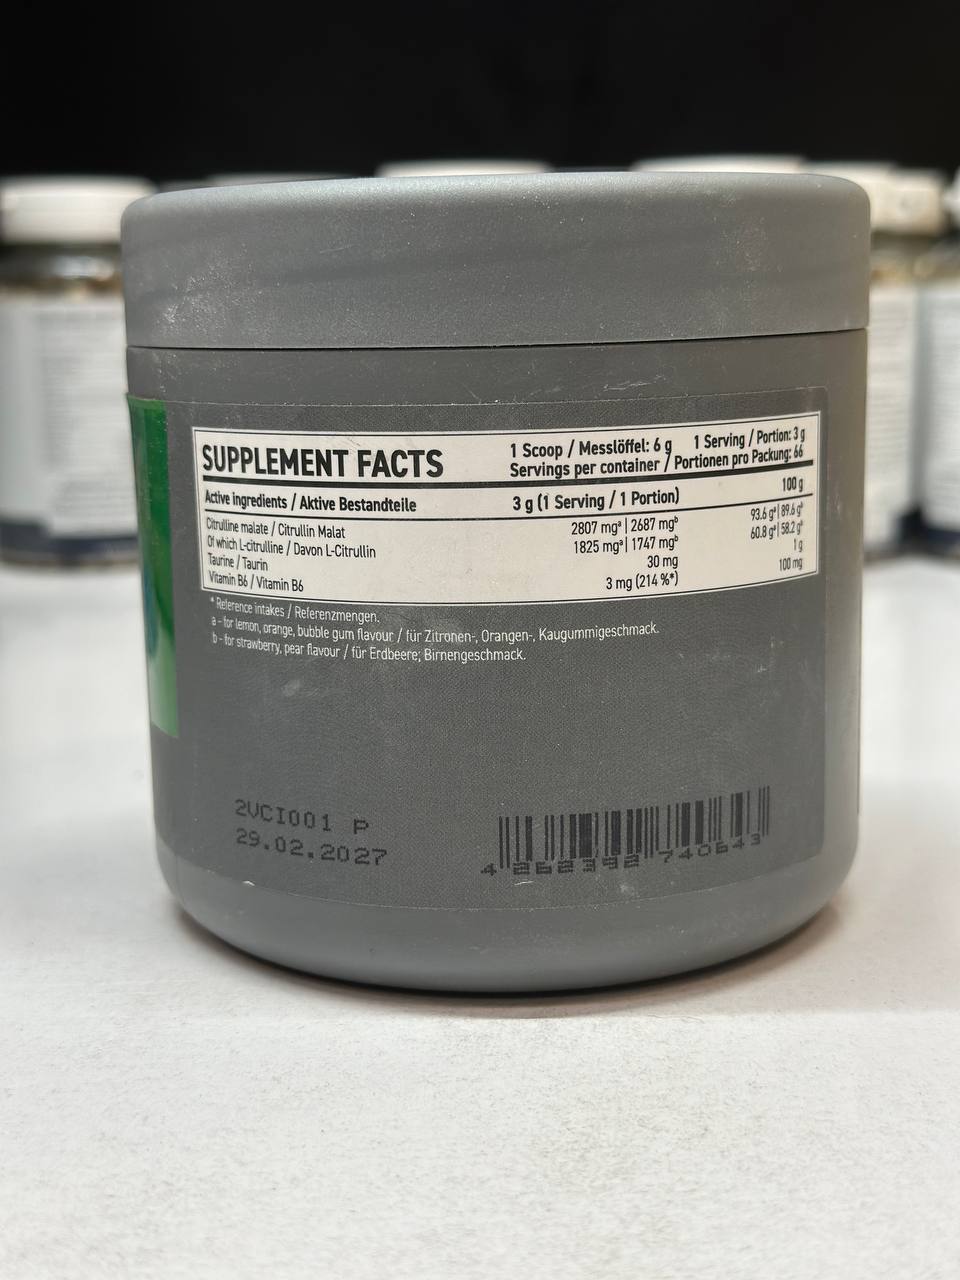 SUPPLEMENT FACTS
1 Scoop / Messlöffel: 6 g 1 Serving / Portion: 3 g
Servings per container / Portionen pro Packung: 66
Active ingredients / Aktive Bestandteile 3 g (1 Serving / 1 Portion) 100 g
Citrulline malate / Citrullin Malat 2807 mgᵃ | 2687 mgᵇ 93.6 gᵃ | 89.6 gᵇ
Of which L-citrulline / Davon L-Citrullin 1825 mgᵃ | 1747 mgᵇ 60.8 gᵃ | 58.2 gᵇ
Taurine / Taurin 30 mg 1 g
Vitamin B6 / Vitamin B6 3 mg (214 %*) 100 mg
* Reference intakes / Referenzmengen.
a - for lemon, orange, bubble gum flavour / für Zitronen-, Orangen-, Kaugummigeschmack.
b - for strawberry, pear flavour / für Erdbeere; Birnengeschmack.
2VCI001 P
29.02.2027
4 262392 740643